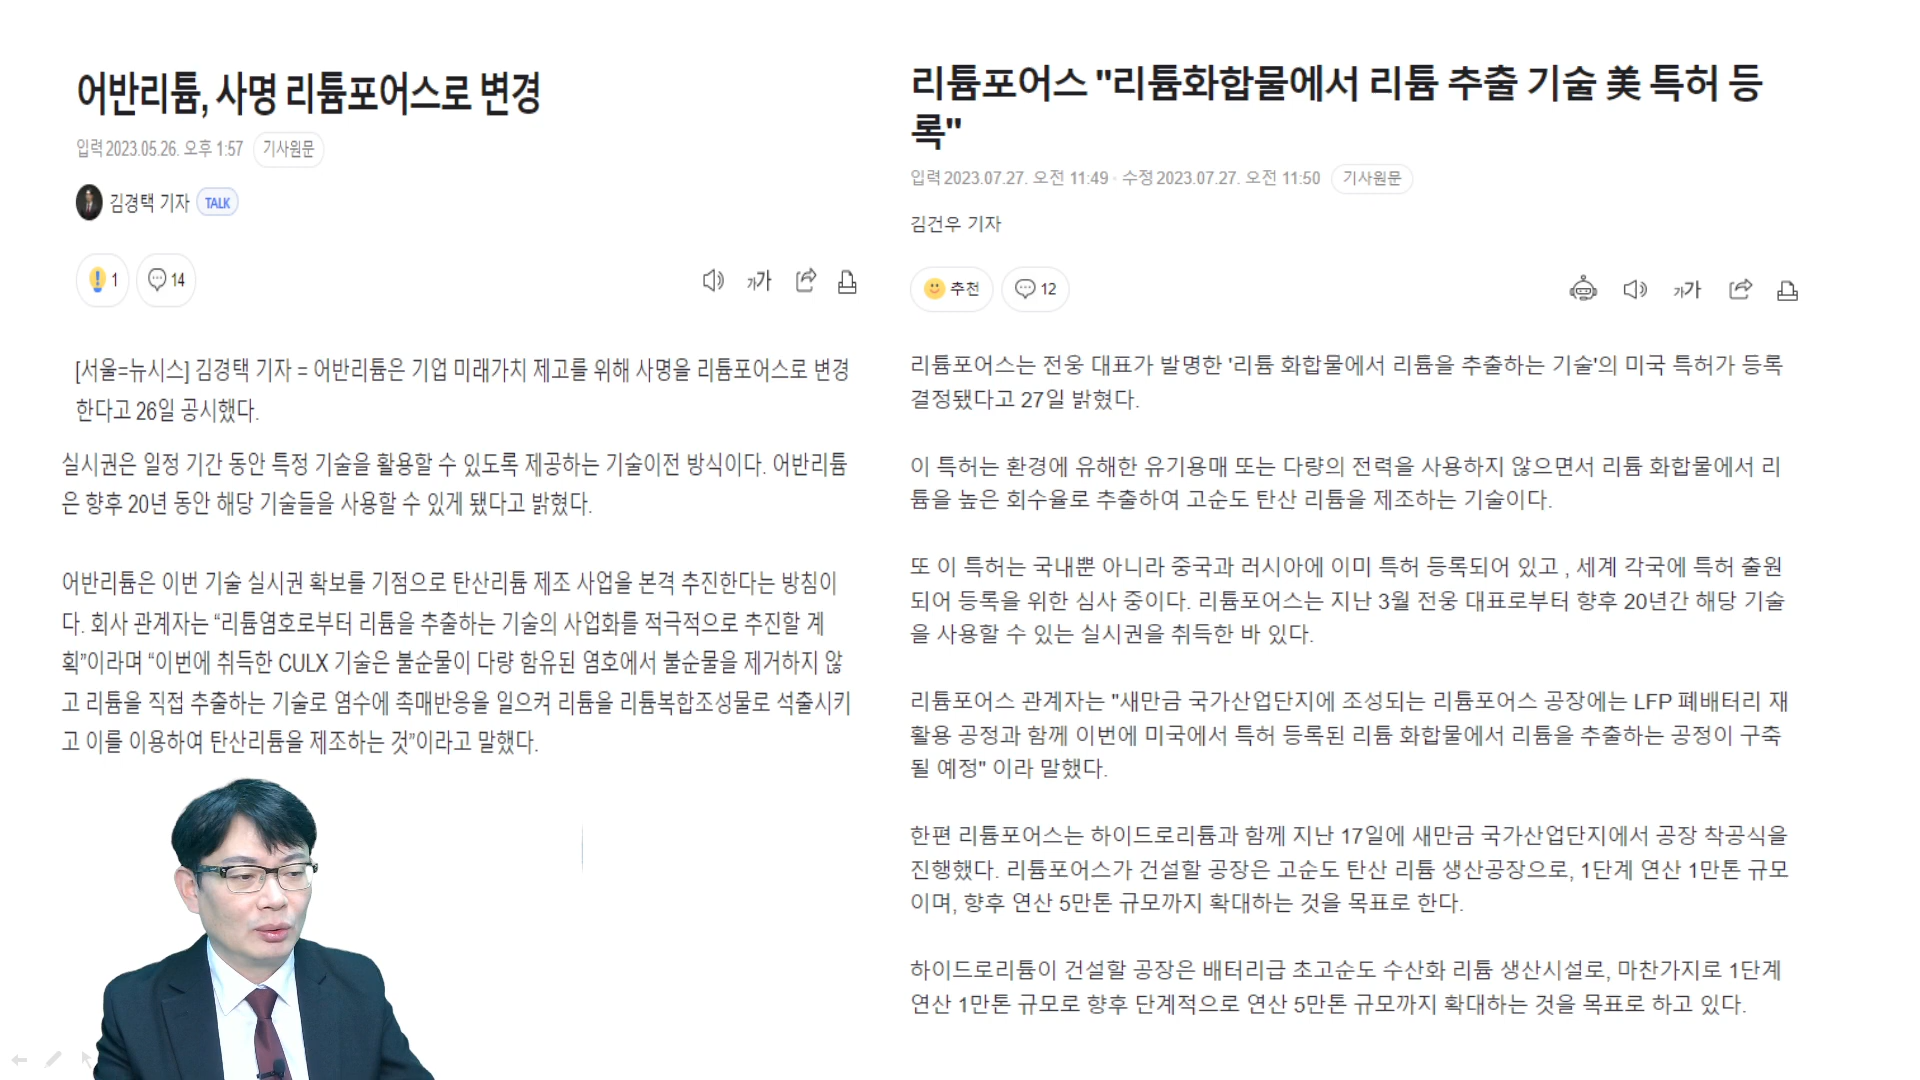 어반리튬, 사명 리튬포어스로 변경
입력 2023.05.26. 오후 1:57 기사원문
김경택 기자 TALK
1 14
가가
[서울=뉴시스] 김경택 기자 = 어반리튬은 기업 미래가치 제고를 위해 사명을 리튬포어스로 변경
한다고 26일 공시했다.
실시권은 일정 기간 동안 특정 기술을 활용할 수 있도록 제공하는 기술이전 방식이다. 어반리튬
은 향후 20년 동안 해당 기술들을 사용할 수 있게 됐다고 밝혔다.
어반리튬은 이번 기술 실시권 확보를 기점으로 탄산리튬 제조 사업을 본격 추진한다는 방침이
다. 회사 관계자는 “리튬염호로부터 리튬을 추출하는 기술의 사업화를 적극적으로 추진할 계
획”이라며 “이번에 취득한 CULX 기술은 불순물이 다량 함유된 염호에서 불순물을 제거하지 않
고 리튬을 직접 추출하는 기술로 염수에 촉매반응을 일으켜 리튬을 리튬복합조성물로 석출시키
고 이를 이용하여 탄산리튬을 제조하는 것”이라고 말했다.
리튬포어스 "리튬화합물에서 리튬 추출 기술 美 특허 등
록"
입력 2023.07.27. 오전 11:49 · 수정 2023.07.27. 오전 11:50 기사원문
김건우 기자
추천 12
가가
리튬포어스는 전웅 대표가 발명한 '리튬 화합물에서 리튬을 추출하는 기술'의 미국 특허가 등록
결정됐다고 27일 밝혔다.
이 특허는 환경에 유해한 유기용매 또는 다량의 전력을 사용하지 않으면서 리튬 화합물에서 리
튬을 높은 회수율로 추출하여 고순도 탄산 리튬을 제조하는 기술이다.
또 이 특허는 국내뿐 아니라 중국과 러시아에 이미 특허 등록되어 있고 , 세계 각국에 특허 출원
되어 등록을 위한 심사 중이다. 리튬포어스는 지난 3월 전웅 대표로부터 향후 20년간 해당 기술
을 사용할 수 있는 실시권을 취득한 바 있다.
리튬포어스 관계자는 "새만금 국가산업단지에 조성되는 리튬포어스 공장에는 LFP 폐배터리 재
활용 공정과 함께 이번에 미국에서 특허 등록된 리튬 화합물에서 리튬을 추출하는 공정이 구축
될 예정" 이라 말했다.
한편 리튬포어스는 하이드로리튬과 함께 지난 17일에 새만금 국가산업단지에서 공장 착공식을
진행했다. 리튬포어스가 건설할 공장은 고순도 탄산 리튬 생산공장으로, 1단계 연산 1만톤 규모
이며, 향후 연산 5만톤 규모까지 확대하는 것을 목표로 한다.
하이드로리튬이 건설할 공장은 배터리급 초고순도 수산화 리튬 생산시설로, 마찬가지로 1단계
연산 1만톤 규모로 향후 단계적으로 연산 5만톤 규모까지 확대하는 것을 목표로 하고 있다.